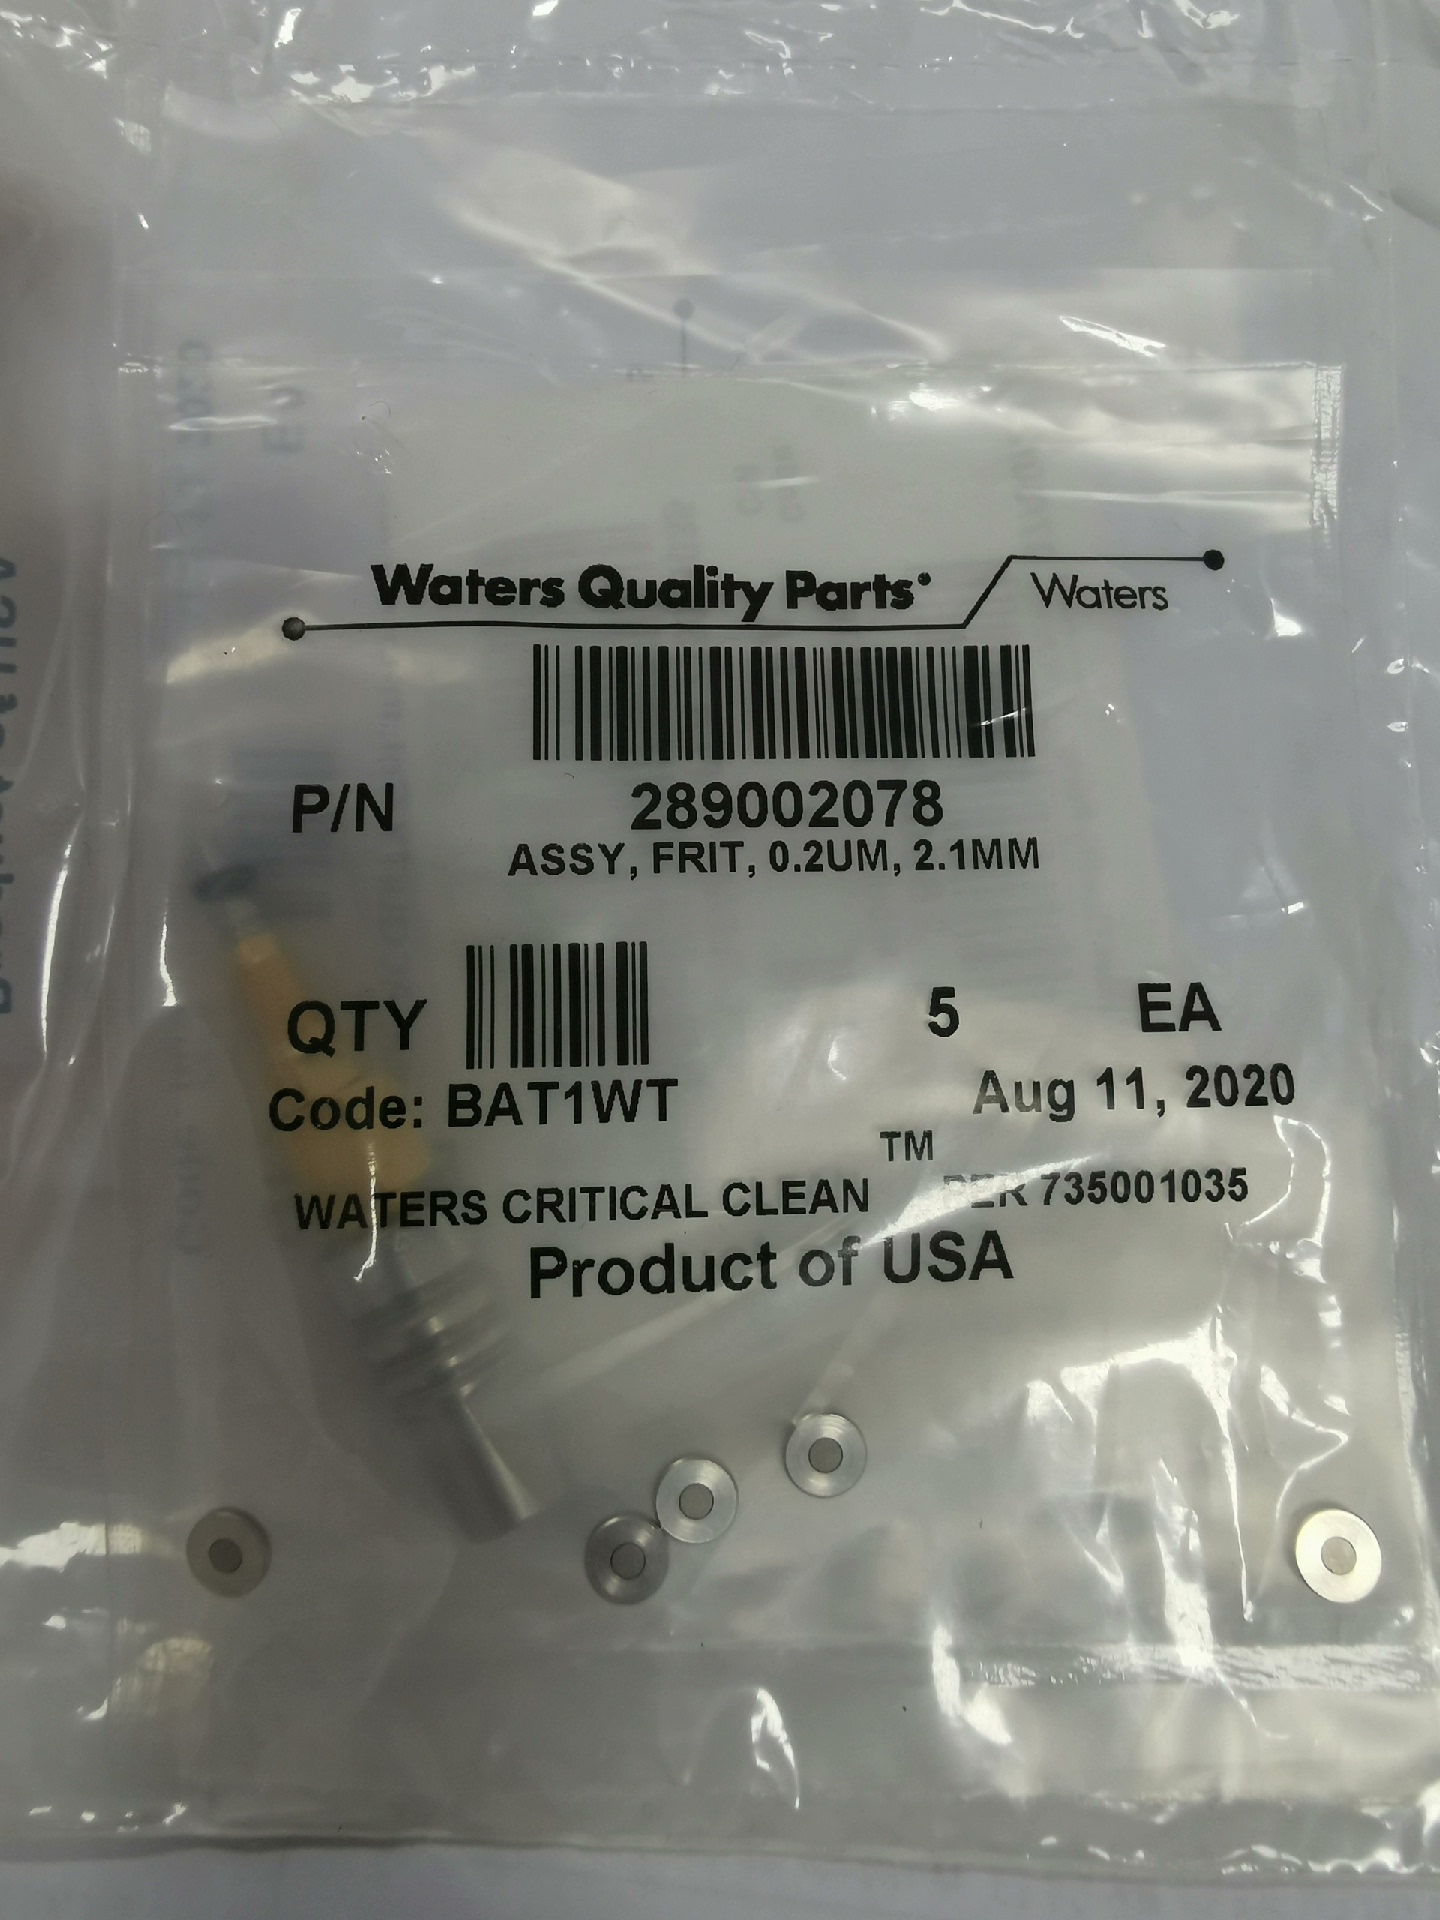 Waters Quality Parts
Waters
P/N 289002078
ASSY, FRIT, 0.2UM, 2.1MM
QTY 5 EA
Code: BAT1WT Aug 11, 2020
WATERS CRITICAL CLEAN ™ PER 735001035
Product of USA